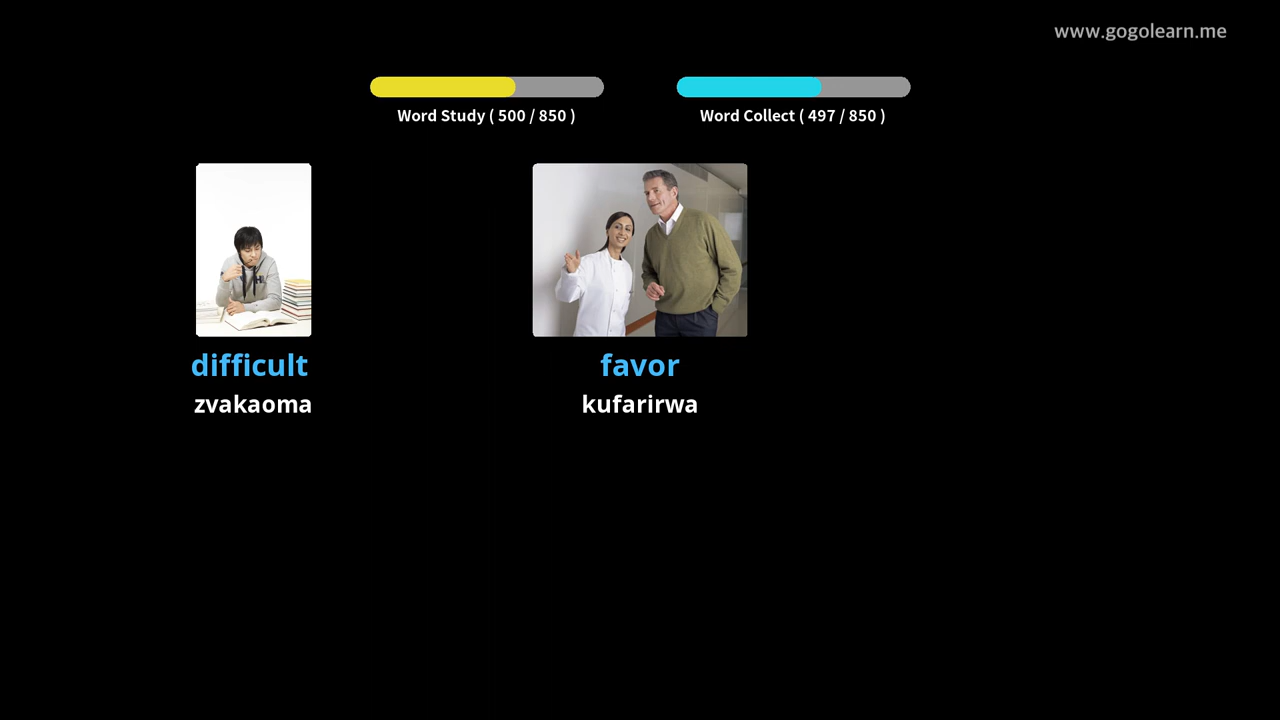 www.gogolearn.me
Word Study ( 500 / 850 )
Word Collect ( 497 / 850 )
difficult
zvakaoma
favor
kufarirwa